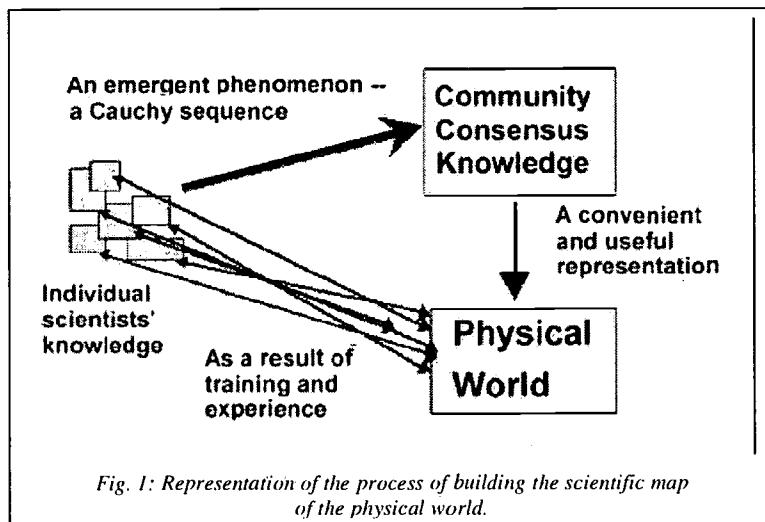 An emergent phenomenon --
a Cauchy sequence
Community
Consensus
Knowledge
A convenient
and useful
representation
Individual
scientists'
knowledge
As a result of
training and
experience
Physical
World
Fig. 1: Representation of the process of building the scientific map
of the physical world.